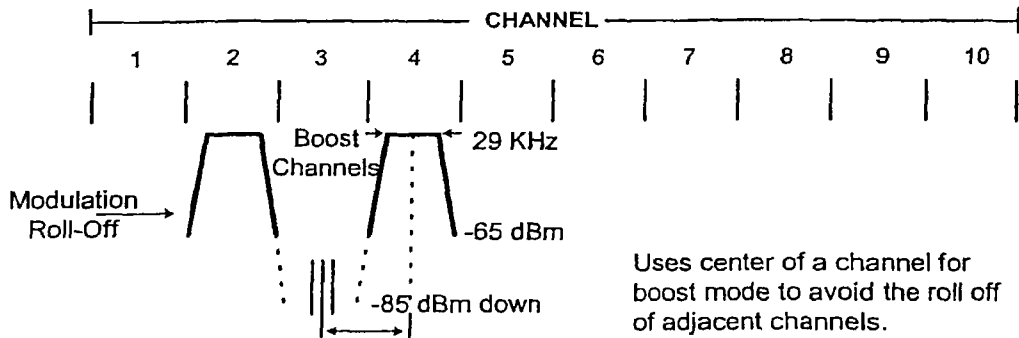 CHANNEL
1 2 3 4 5 6 7 8 9 10
Boost
Channels
29 KHz
Modulation
Roll-Off
-65 dBm
-85 dBm down
Uses center of a channel for
boost mode to avoid the roll off
of adjacent channels.